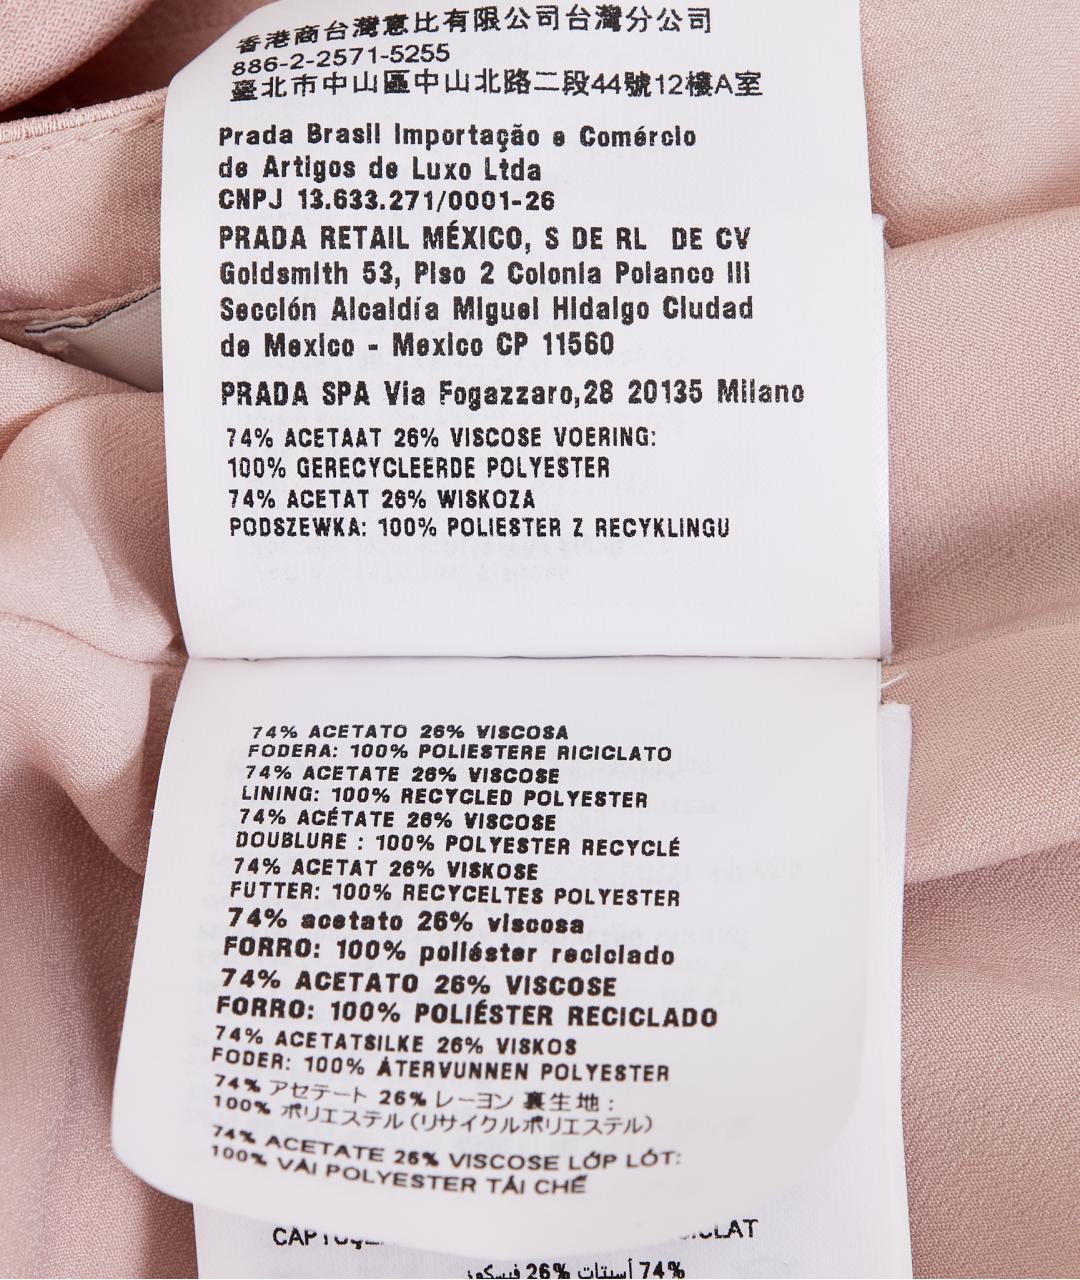 香港商台灣意比有限公司台灣分公司
886-2-2571-5255
臺北市中山區中山北路二段44號12樓A室
Prada Brasil Importação e Comércio
de Artigos de Luxo Ltda
CNPJ 13.633.271/0001-26
PRADA RETAIL MÉXICO, S DE RL DE CV
Goldsmith 53, Piso 2 Colonia Polanco III
Sección Alcaldía Miguel Hidalgo Ciudad
de Mexico - Mexico CP 11560
PRADA SPA Via Fogazzaro,28 20135 Milano
74% ACETAAT 26% VISCOSE VOERING:
100% GERECYCLEERDE POLYESTER
74% ACETAT 26% WISKOZA
PODSZEWKA: 100% POLIESTER Z RECYKLINGU
74% ACETATO 26% VISCOSA
FODERA: 100% POLIESTERE RICICLATO
74% ACETATE 26% VISCOSE
LINING: 100% RECYCLED POLYESTER
74% ACÉTATE 26% VISCOSE
DOUBLURE : 100% POLYESTER RECYCLÉ
74% ACETAT 26% VISKOSE
FUTTER: 100% RECYCELTES POLYESTER
74% acetato 26% viscosa
FORRO: 100% poliéster reciclado
74% ACETATO 26% VISCOSE
FORRO: 100% POLIÉSTER RECICLADO
74% ACETATSILKE 26% VISKOS
FODER: 100% ÅTERVUNNEN POLYESTER
74% アセテート 26% レーヨン 裏生地 :
100% ポリエステル (リサイクルポリエステル)
74% ACETATE 26% VISCOSE LỚP LÓT:
100% VẢI POLYESTER TÁI CHẾ
74% أسيتات 26% فيسكوز